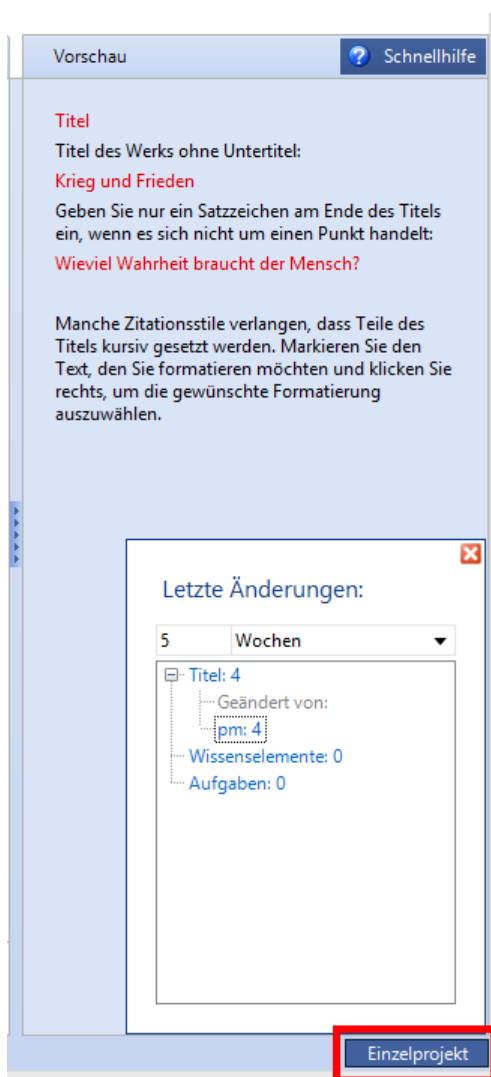 Vorschau
Schnellhilfe
Titel
Titel des Werks ohne Untertitel:
Krieg und Frieden
Geben Sie nur ein Satzzeichen am Ende des Titels
ein, wenn es sich nicht um einen Punkt handelt:
Wieviel Wahrheit braucht der Mensch?
Manche Zitationsstile verlangen, dass Teile des
Titels kursiv gesetzt werden. Markieren Sie den
Text, den Sie formatieren möchten und klicken Sie
rechts, um die gewünschte Formatierung
auszuwählen.
Letzte Änderungen:
5 Wochen
Titel: 4
Geändert von:
pm: 4
Wissenselemente: 0
Aufgaben: 0
Einzelprojekt